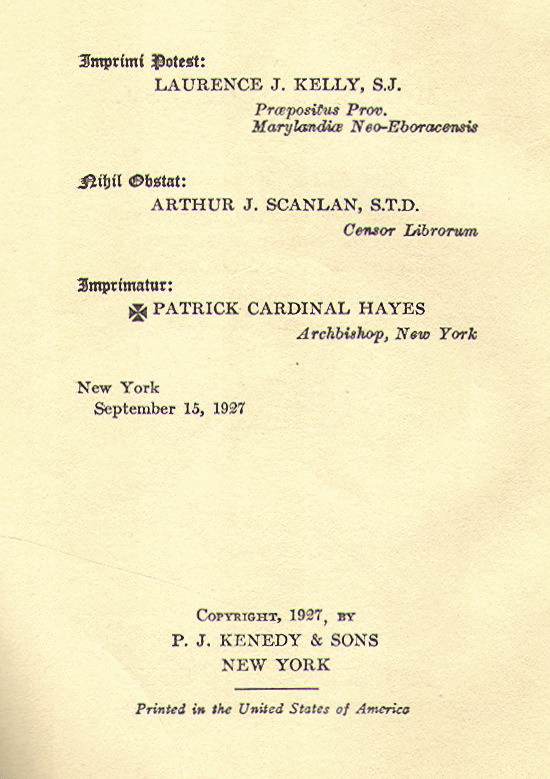 Imprimi Potest:
LAURENCE J. KELLY, S.J.
Præpositus Prov.
Marylandiæ Neo-Eboracensis
Nihil Obstat:
ARTHUR J. SCANLAN, S.T.D.
Censor Librorum
Imprimatur:
✠ PATRICK CARDINAL HAYES
Archbishop, New York
New York
September 15, 1927
COPYRIGHT, 1927, BY
P. J. KENEDY & SONS
NEW YORK
Printed in the United States of America